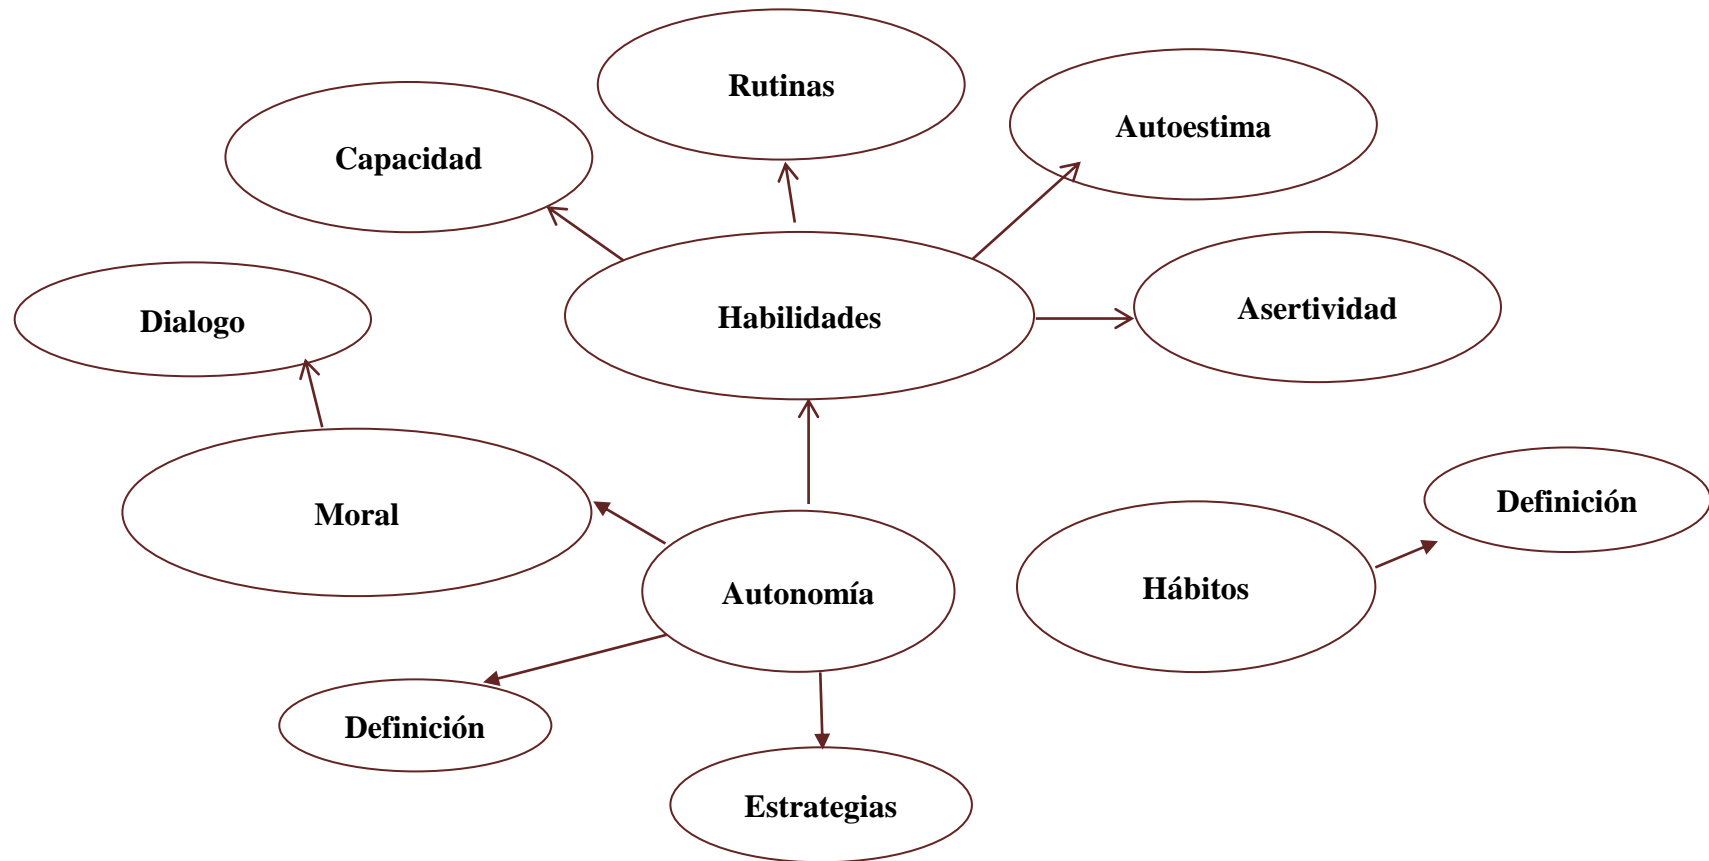 Rutinas
Autoestima
Capacidad
Habilidades
Asertividad
Dialogo
Moral
Definición
Autonomía
Hábitos
Definición
Estrategias